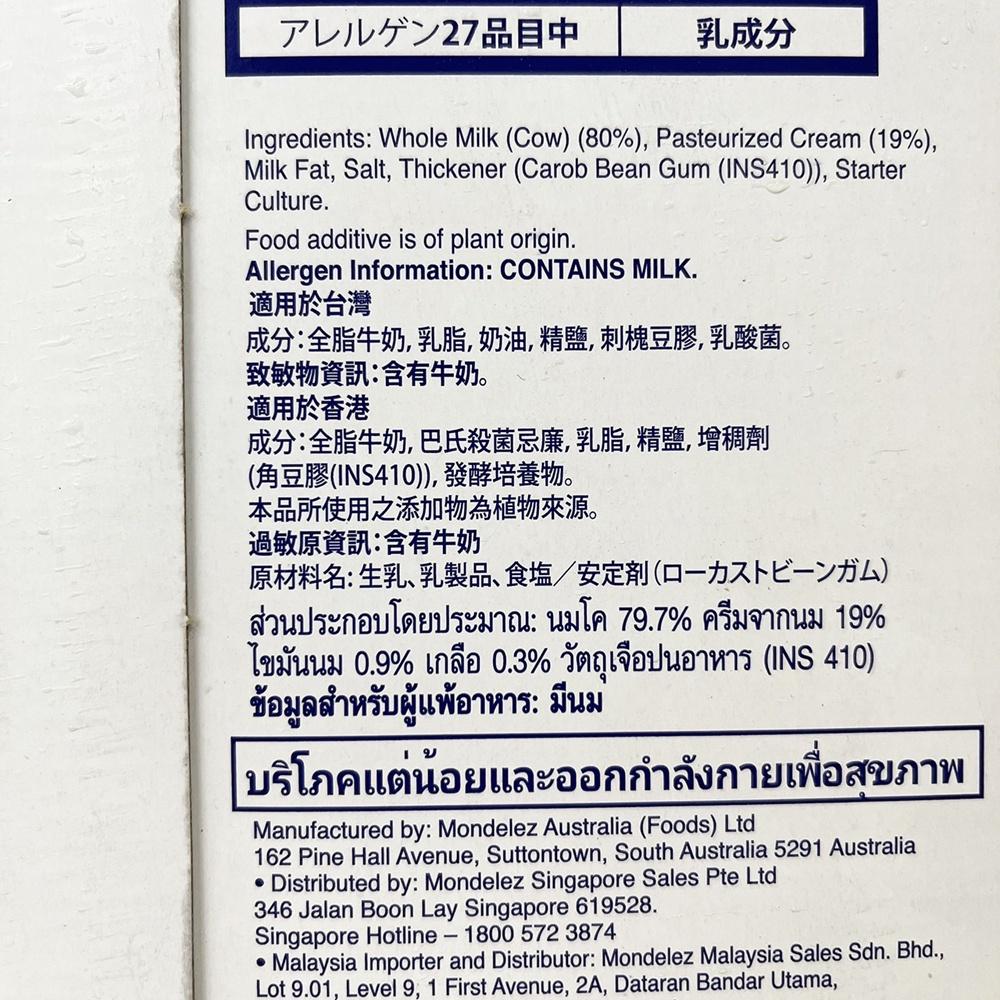 アレルゲン27品目中 乳成分
Ingredients: Whole Milk (Cow) (80%), Pasteurized Cream (19%),
Milk Fat, Salt, Thickener (Carob Bean Gum (INS410)), Starter
Culture.
Food additive is of plant origin.
Allergen Information: CONTAINS MILK.
適用於台灣
成分：全脂牛奶, 乳脂, 奶油, 精鹽, 刺槐豆膠, 乳酸菌。
致敏物資訊：含有牛奶。
適用於香港
成分：全脂牛奶, 巴氏殺菌忌廉, 乳脂, 精鹽, 增稠劑
(角豆膠(INS410)), 發酵培養物。
本品所使用之添加物為植物來源。
過敏原資訊：含有牛奶
原材料名: 生乳、乳製品、食塩／安定剤（ローカストビーンガム）
ส่วนประกอบโดยประมาณ: นมโค 79.7% ครีมจากนม 19%
ไขมันนม 0.9% เกลือ 0.3% วัตถุเจือปนอาหาร (INS 410)
ข้อมูลสำหรับผู้แพ้อาหาร: มีนม
บริโภคแต่น้อยและออกกำลังกายเพื่อสุขภาพ
Manufactured by: Mondelez Australia (Foods) Ltd
162 Pine Hall Avenue, Suttontown, South Australia 5291 Australia
• Distributed by: Mondelez Singapore Sales Pte Ltd
346 Jalan Boon Lay Singapore 619528.
Singapore Hotline – 1800 572 3874
• Malaysia Importer and Distributor: Mondelez Malaysia Sales Sdn. Bhd.,
Lot 9.01, Level 9, 1 First Avenue, 2A, Dataran Bandar Utama,